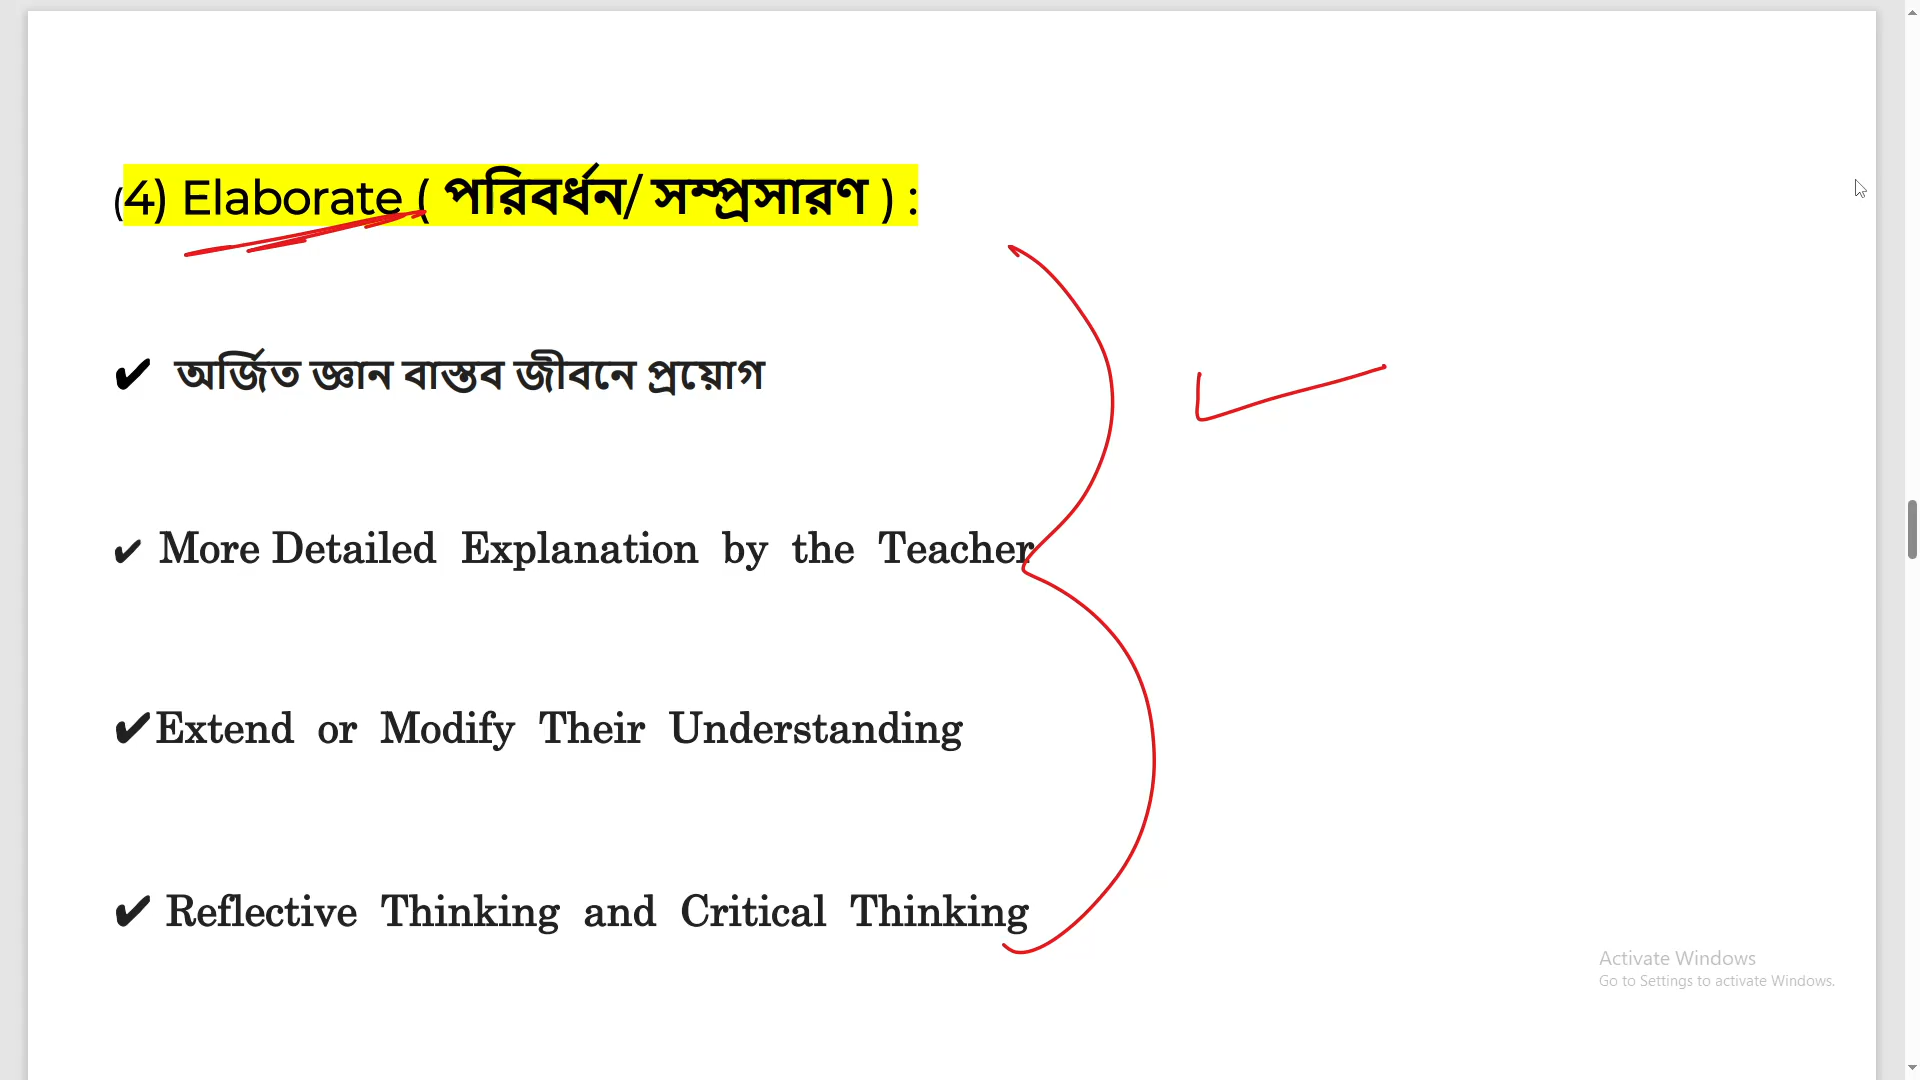 (4) Elaborate ( পরিবর্ধন/ সম্প্রসারণ ) :
✔ অর্জিত জ্ঞান বাস্তব জীবনে প্রয়োগ
✔ More Detailed Explanation by the Teacher
✔Extend or Modify Their Understanding
✔ Reflective Thinking and Critical Thinking
Activate Windows
Go to Settings to activate Windows.